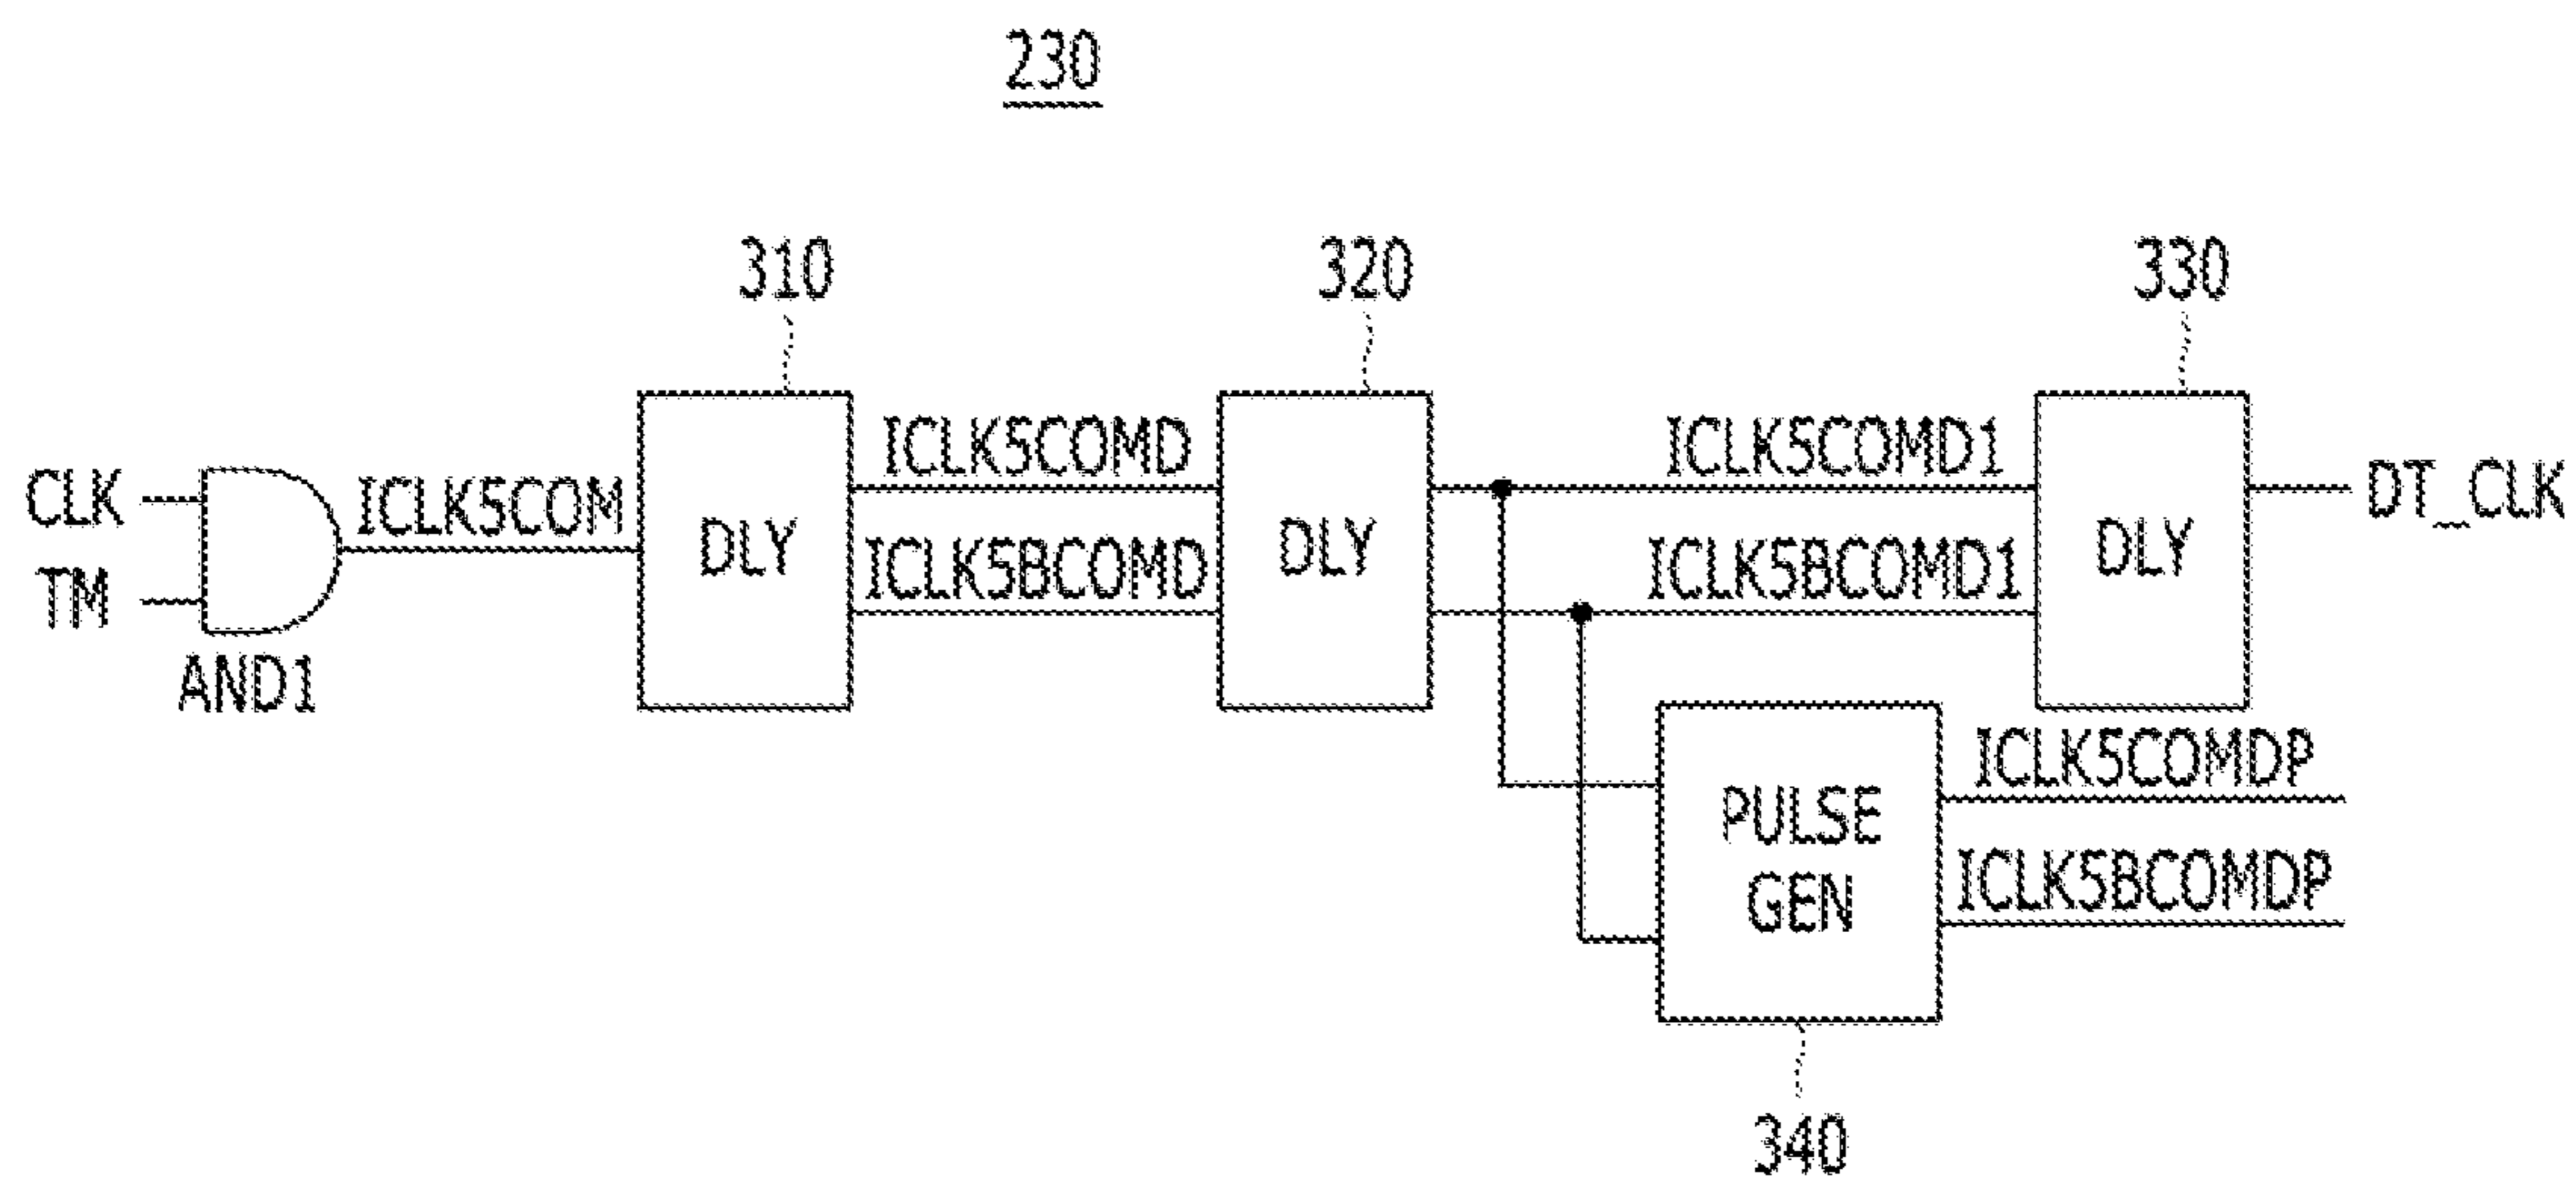 230
310
320
330
CLK
TM
AND1
ICLK5COM
DLY
ICLK5COMD
ICLK5BCOMD
DLY
ICLK5COMD1
ICLK5BCOMD1
DLY
DT_CLK
PULSE
GEN
ICLK5COMDP
ICLK5BCOMDP
340